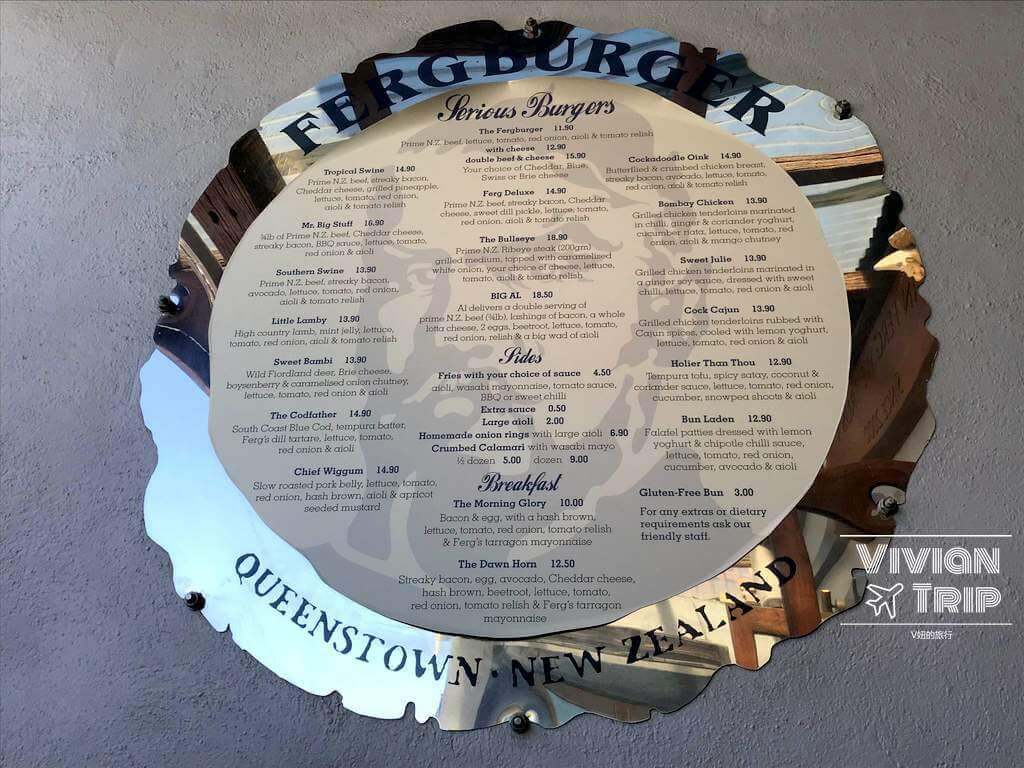 FERGBURGER
Serious Burgers
The Fergburger 11.90
Prime N.Z. beef, lettuce, tomato, red onion, aioli & tomato relish
with cheese 12.90
double beef & cheese 15.90
Your choice of Cheddar, Blue,
Swiss or Brie cheese
Tropical Swine 14.90
Prime N.Z. beef, streaky bacon,
Cheddar cheese, grilled pineapple,
lettuce, tomato, red onion,
aioli & tomato relish
Mr. Big Stuff 16.90
½lb of Prime N.Z. beef, Cheddar cheese,
streaky bacon, BBQ sauce, lettuce, tomato,
red onion & aioli
Southern Swine 13.90
Prime N.Z. beef, streaky bacon,
avocado, lettuce, tomato, red onion,
aioli & tomato relish
Little Lamby 13.90
High country lamb, mint jelly, lettuce,
tomato, red onion, aioli & tomato relish
Sweet Bambi 13.90
Wild Fiordland deer, Brie cheese,
boysenberry & caramelised onion chutney,
lettuce, tomato, red onion & aioli
The Codfather 14.90
South Coast Blue Cod, tempura batter,
Ferg's dill tartare, lettuce, tomato,
red onion & aioli
Chief Wiggum 14.90
Slow roasted pork belly, lettuce, tomato,
red onion, hash brown, aioli & apricot
seeded mustard
Ferg Deluxe 14.90
Prime N.Z. beef, streaky bacon, Cheddar
cheese, sweet dill pickle, lettuce, tomato,
red onion, aioli & tomato relish
The Bullseye 18.90
Prime N.Z. Ribeye steak (200gm)
grilled medium, topped with caramelised
white onion, your choice of cheese, lettuce,
tomato, aioli & tomato relish
BIG AL 18.50
Al delivers a double serving of
prime N.Z. beef (½lb), lashings of bacon, a whole
lotta cheese, 2 eggs, beetroot, lettuce, tomato,
red onion, relish & a big wad of aioli
Sides
Fries with your choice of sauce 4.50
aioli, wasabi mayonnaise, tomato sauce,
BBQ or sweet chilli
Extra sauce 0.50
Large aioli 2.00
Homemade onion rings with large aioli 6.90
Crumbed Calamari with wasabi mayo
½ dozen 5.00 dozen 9.00
Breakfast
The Morning Glory 10.00
Bacon & egg, with a hash brown,
lettuce, tomato, red onion, tomato relish
& Ferg's tarragon mayonnaise
The Dawn Horn 12.50
Streaky bacon, egg, avocado, Cheddar cheese,
hash brown, beetroot, lettuce, tomato,
red onion, tomato relish & Ferg's tarragon
mayonnaise
Cockadoodle Oink 14.90
Butterflied & crumbed chicken breast,
streaky bacon, avocado, lettuce, tomato,
red onion, aioli & tomato relish
Bombay Chicken 13.90
Grilled chicken tenderloins marinated
in chilli, ginger & coriander yoghurt,
cucumber riata, lettuce, tomato, red
onion, aioli & mango chutney
Sweet Julie 13.90
Grilled chicken tenderloins marinated in
a ginger soy sauce, dressed with sweet
chilli, lettuce, tomato, red onion & aioli
Cock Cajun 13.90
Grilled chicken tenderloins rubbed with
Cajun spices, cooled with lemon yoghurt,
lettuce, tomato, red onion & aioli
Holier Than Thou 12.90
Tempura tofu, spicy satay, coconut &
coriander sauce, lettuce, tomato, red onion,
cucumber, snowpea shoots & aioli
Bun Laden 12.90
Falafel patties dressed with lemon
yoghurt & chipotle chilli sauce,
lettuce, tomato, red onion,
cucumber, avocado & aioli
Gluten-Free Bun 3.00
For any extras or dietary
requirements ask our
friendly staff.
QUEENSTOWN · NEW ZEALAND
VIVIAN
TRIP
V妞的旅行